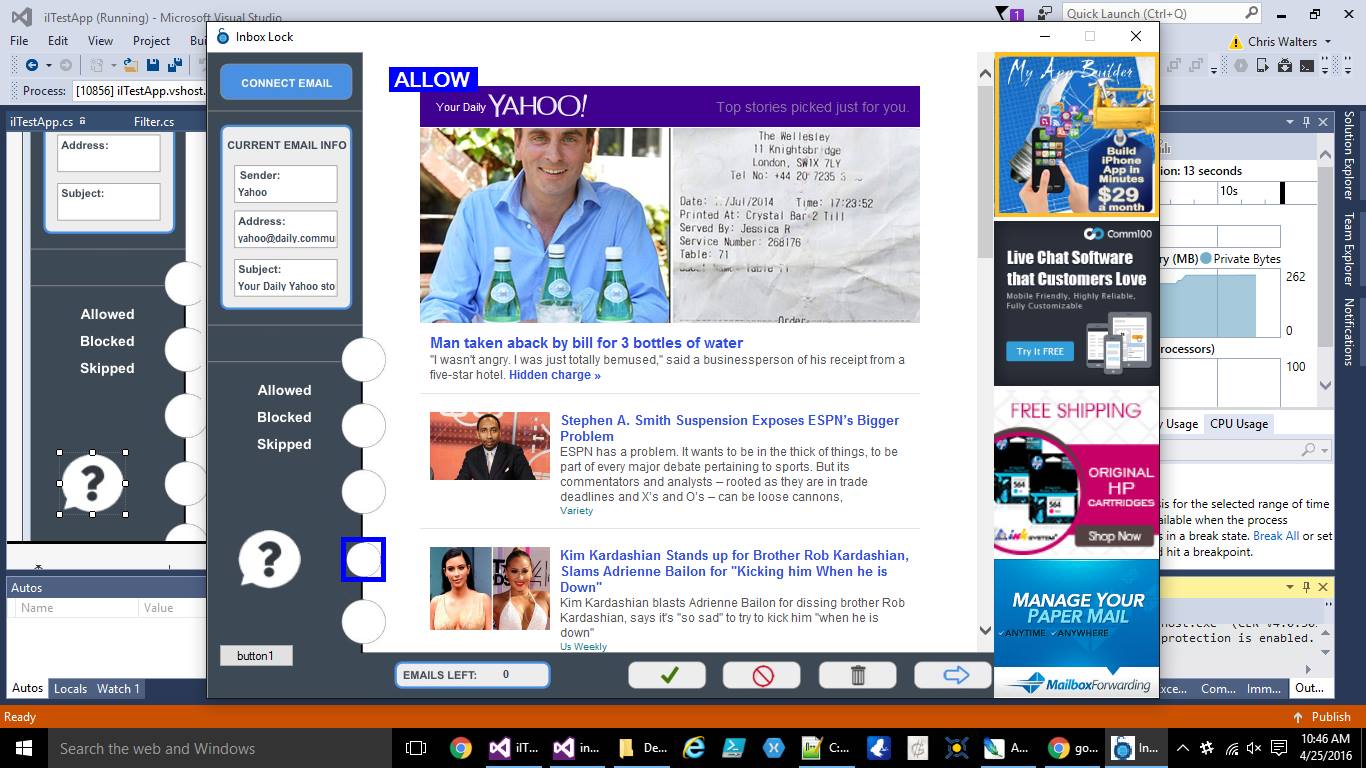 ilTestApp (Running) - Microsoft Visual Studio
1
Quick Launch (Ctrl+Q)
File Edit View Project
Chris Walters
Process: [10856] ilTestApp.vshost.
ilTestApp.cs Filter.cs
Address:
Subject:
Allowed
Blocked
Skipped
Autos
Name Value
Autos Locals Watch 1
Ready
Inbox Lock
CONNECT EMAIL
CURRENT EMAIL INFO
Sender:
Yahoo
Address:
yahoo@daily.commu
Subject:
Your Daily Yahoo sto
Allowed
Blocked
Skipped
button1
ALLOW
Your Daily YAHOO! Top stories picked just for you.
The Wellesley
11 Knightsbridge
London, SW1X 7LY
Tel No: +44 20 7235 3
Date: /Jul/2014 Time: 17:23:52
Printed At: Crystal Bar 2 Till
Served By: Jessica R
Service Number: 268176
Table: 71
Order
Man taken aback by bill for 3 bottles of water
"I wasn't angry. I was just totally bemused," said a businessperson of his receipt from a
five-star hotel. Hidden charge »
Stephen A. Smith Suspension Exposes ESPN's Bigger
Problem
ESPN has a problem. It wants to be in the thick of things, to be
part of every major debate pertaining to sports. But its
commentators and analysts – rooted as they are in trade
deadlines and X's and O's – can be loose cannons,
Variety
Kim Kardashian Stands up for Brother Rob Kardashian,
Slams Adrienne Bailon for "Kicking him When he is
Down"
Kim Kardashian blasts Adrienne Bailon for dissing brother Rob
Kardashian, says it's "so sad" to try to kick him "when he is
down"
Us Weekly
EMAILS LEFT: 0
My App Builder
Build
iPhone
App In
Minutes
$29
a month
Comm100
Live Chat Software
that Customers Love
Mobile Friendly, Highly Reliable,
Fully Customizable
Try It FREE
FREE SHIPPING
564
564
ORIGINAL
HP
CARTRIDGES
Shop Now
MANAGE YOUR
PAPER MAIL
ANYTIME. ANYWHERE
MailboxForwarding
ion: 13 seconds
10s
ry (MB) Private Bytes
262
0
rocessors)
100
y Usage CPU Usage
sis for the selected range of time
ailable when the process
s in a break state. Break All or set
d hit a breakpoint.
protection is enabled.
Exce... Com... Imm... Out...
Solution Explorer
Team Explorer
Notifications
Publish
Search the web and Windows
ilT... in... De... C:... A... go... In...
10:46 AM
4/25/2016